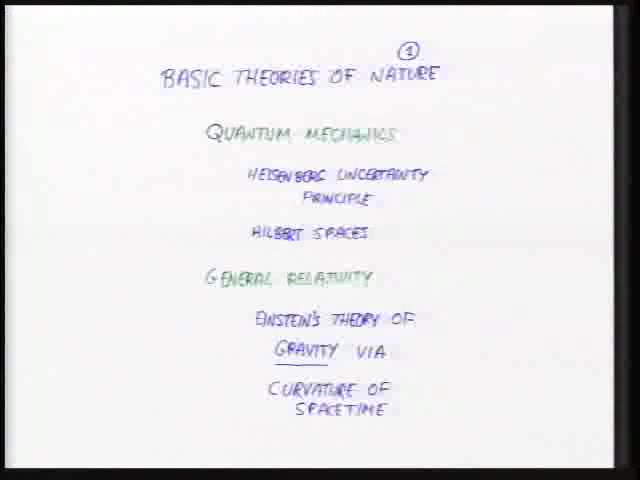 ①
BASIC THEORIES OF NATURE
QUANTUM MECHANICS
HEISENBERG UNCERTAINTY
PRINCIPLE
HILBERT SPACES
GENERAL RELATIVITY
EINSTEIN'S THEORY OF
GRAVITY VIA
CURVATURE OF
SPACETIME